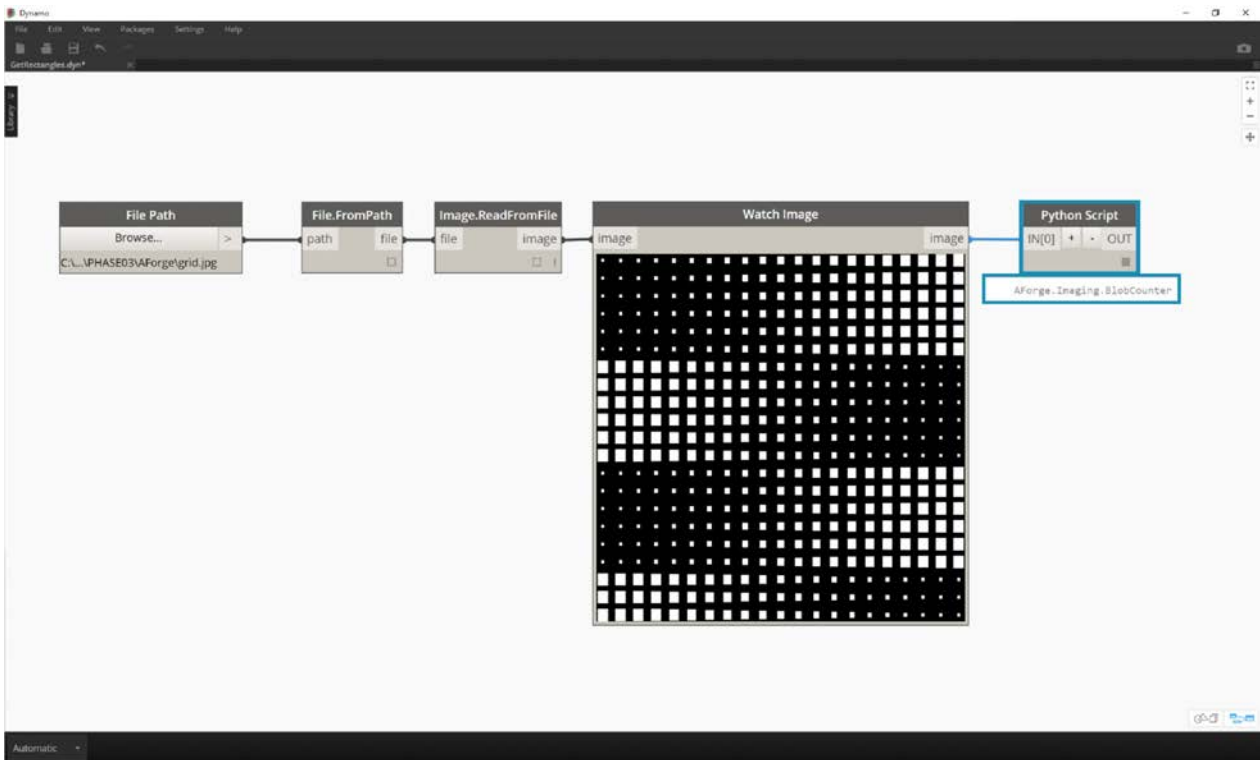 Dynamo
File Edit View Packages Settings Help
GetRectangles.dyn*
Library
File Path
Browse... >
C:\...\PHASE03\AForge\grid.jpg
File.FromPath
path file
Image.ReadFromFile
file image
Watch Image
image image
Python Script
IN[0] + - OUT
AForge.Imaging.BlobCounter
Automatic